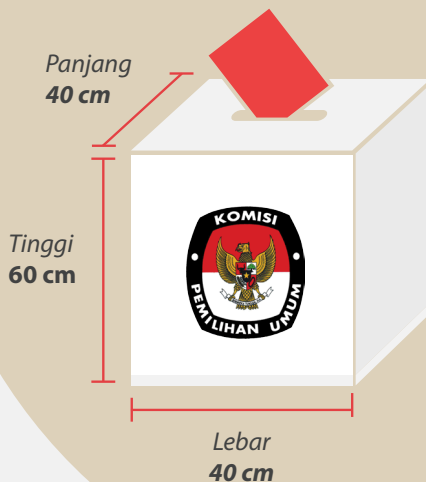 Panjang
40 cm
KOMISI
PEMILIHAN UMUM
Tinggi
60 cm
Lebar
40 cm